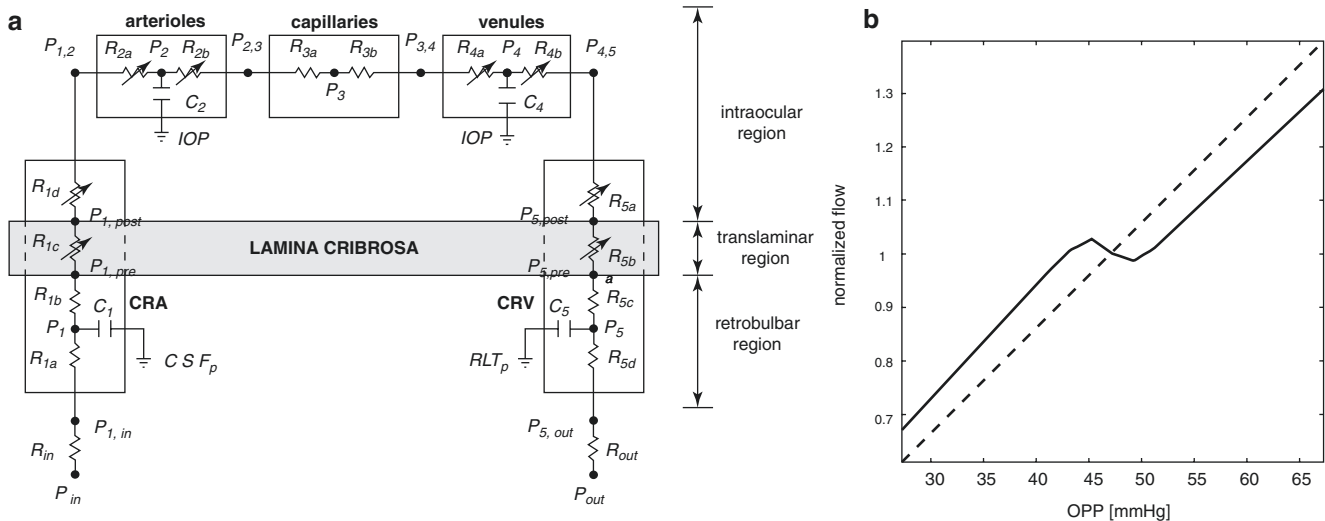 a
arterioles
capillaries
venules
P1,2
R2a
P2
R2b
P2,3
R3a
R3b
P3,4
R4a
P4
R4b
P4,5
C2
P3
C4
IOP
IOP
intraocular
region
R1d
P1, post
P5,post
R5a
R1c
LAMINA CRIBROSA
R5b
translaminar
region
P1, pre
P5,pre
a
R1b
C1
CRA
CRV
C5
R5c
P1
P5
retrobulbar
region
R1a
C S Fp
RLTp
R5d
P1, in
P5, out
Rin
Rout
Pin
Pout
b
normalized flow
1.3
1.2
1.1
1
0.9
0.8
0.7
30 35 40 45 50 55 60 65
OPP [mmHg]